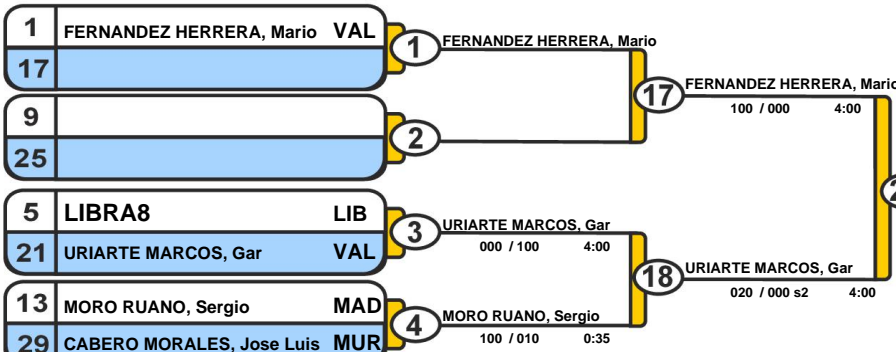 1 FERNANDEZ HERRERA, Mario VAL
17
1
FERNANDEZ HERRERA, Mario
9
25
2
17
FERNANDEZ HERRERA, Mario
100 / 000 4:00
5 LIBRA8 LIB
21 URIARTE MARCOS, Gar VAL
3
URIARTE MARCOS, Gar
000 / 100 4:00
13 MORO RUANO, Sergio MAD
29 CABERO MORALES, Jose Luis MUR
4
MORO RUANO, Sergio
100 / 010 0:35
18
URIARTE MARCOS, Gar
020 / 000 s2 4:00